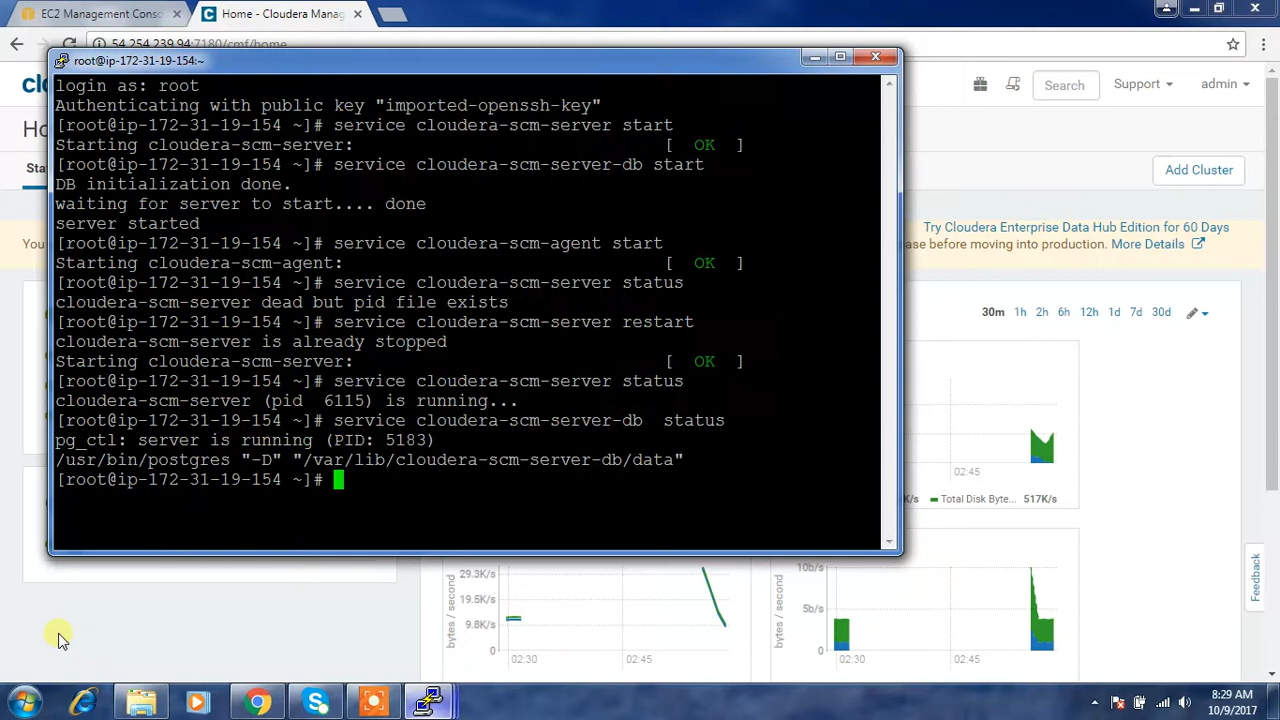 EC2 Management Conso
Home - Cloudera Manag
54.254.239.94:7180/cmf/home
root@ip-172-31-19-154:~
login as: root
Authenticating with public key "imported-openssh-key"
[root@ip-172-31-19-154 ~]# service cloudera-scm-server start
Starting cloudera-scm-server: [ OK ]
[root@ip-172-31-19-154 ~]# service cloudera-scm-server-db start
DB initialization done.
waiting for server to start.... done
server started
[root@ip-172-31-19-154 ~]# service cloudera-scm-agent start
Starting cloudera-scm-agent: [ OK ]
[root@ip-172-31-19-154 ~]# service cloudera-scm-server status
cloudera-scm-server dead but pid file exists
[root@ip-172-31-19-154 ~]# service cloudera-scm-server restart
cloudera-scm-server is already stopped
Starting cloudera-scm-server: [ OK ]
[root@ip-172-31-19-154 ~]# service cloudera-scm-server status
cloudera-scm-server (pid  6115) is running...
[root@ip-172-31-19-154 ~]# service cloudera-scm-server-db  status
pg_ctl: server is running (PID: 5183)
/usr/bin/postgres "-D" "/var/lib/cloudera-scm-server-db/data"
[root@ip-172-31-19-154 ~]#
clou
Search
Support
admin
Ho
Sta
Add Cluster
You
Try Cloudera Enterprise Data Hub Edition for 60 Days
ase before moving into production. More Details
30m 1h 2h 6h 12h 1d 7d 30d
02:45
K/s Total Disk Byte... 517K/s
bytes / second
29.3K/s
19.5K/s
9.8K/s
0
02:30 02:45
bytes / second
10b/s
5b/s
0
02:30 02:45
Feedback
8:29 AM
10/9/2017